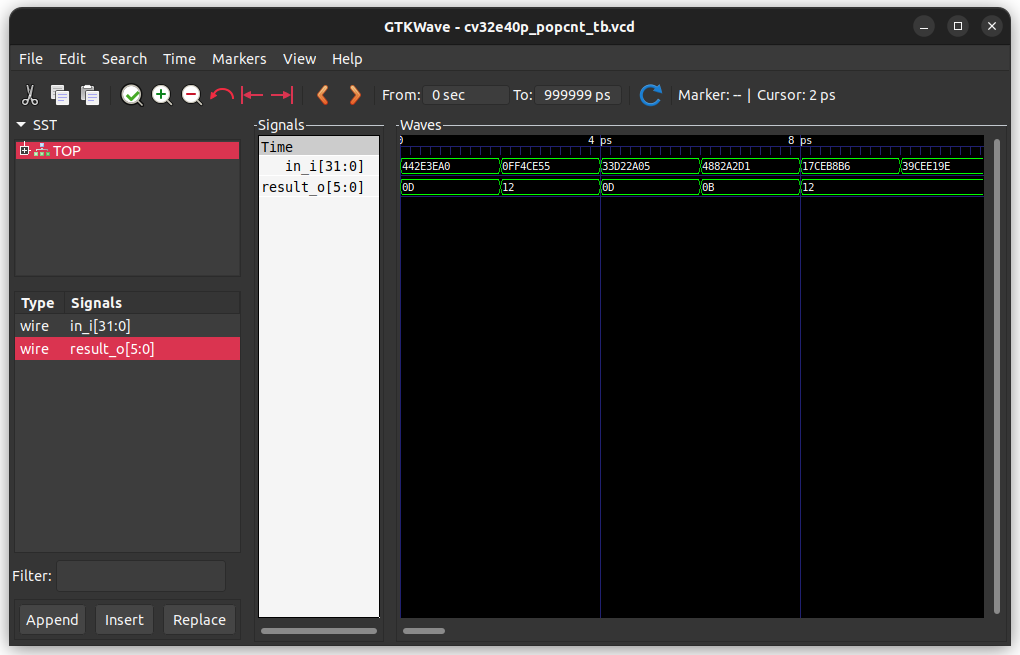 GTKWave - cv32e40p_popcnt_tb.vcd
File Edit Search Time Markers View Help
From: 0 sec To: 999999 ps Marker: -- | Cursor: 2 ps
SST
TOP
Type Signals
wire in_i[31:0]
wire result_o[5:0]
Filter:
Append Insert Replace
Signals
Time
in_i[31:0]
result_o[5:0]
Waves
0 4 ps 8 ps
442E3EA0 0FF4CE55 33D22A05 4882A2D1 17CEB8B6 39CEE19E
0D 12 0D 0B 12